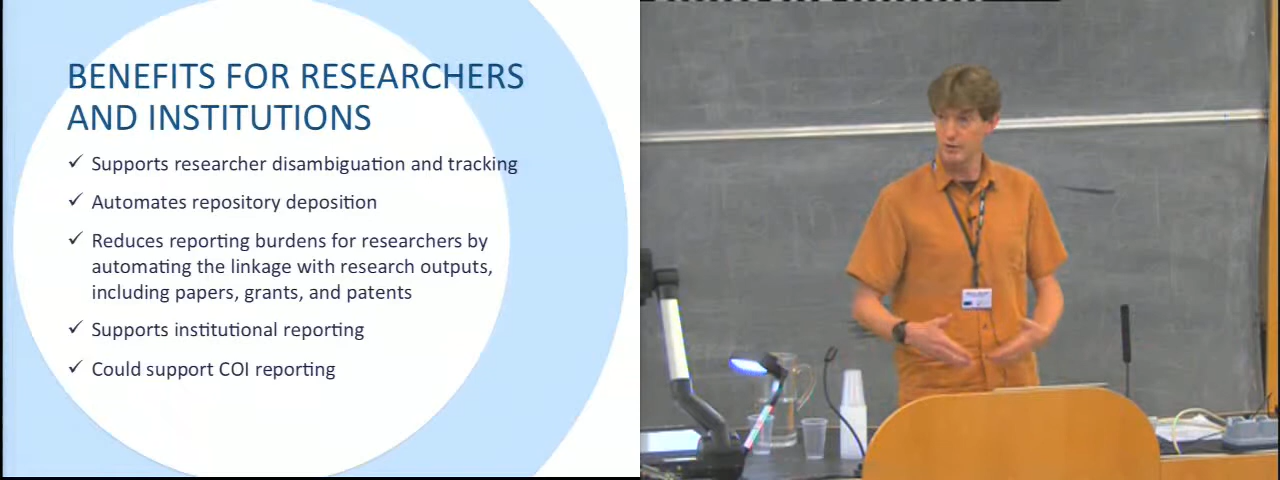 BENEFITS FOR RESEARCHERS
AND INSTITUTIONS
✓ Supports researcher disambiguation and tracking
✓ Automates repository deposition
✓ Reduces reporting burdens for researchers by
automating the linkage with research outputs,
including papers, grants, and patents
✓ Supports institutional reporting
✓ Could support COI reporting